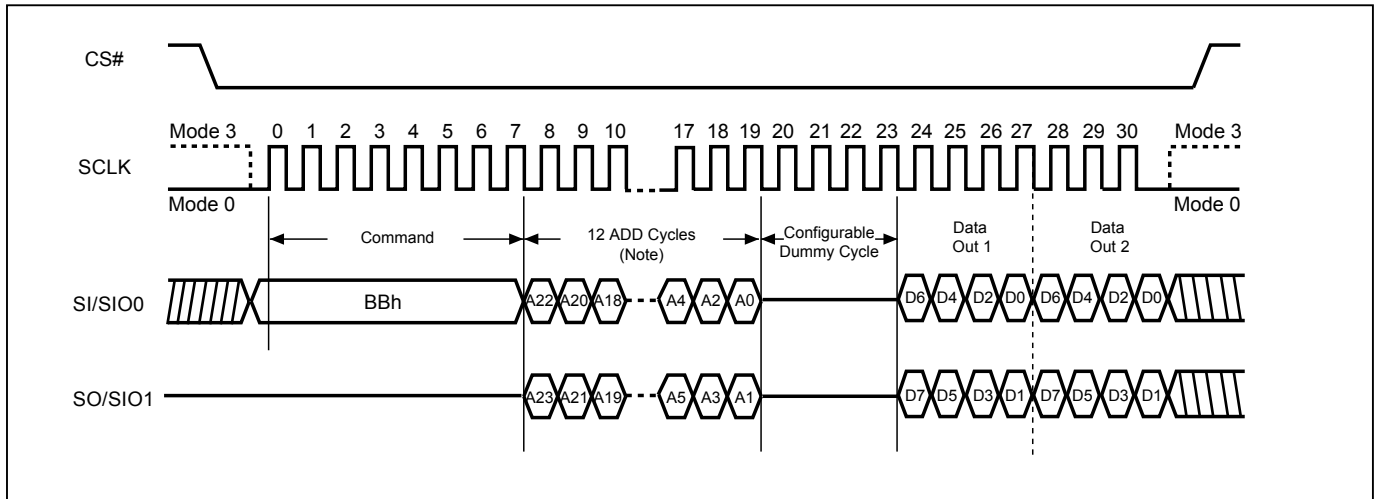 CS#
Mode 3 0 1 2 3 4 5 6 7 8 9 10 17 18 19 20 21 22 23 24 25 26 27 28 29 30 Mode 3
SCLK
Mode 0 Mode 0
Command 12 ADD Cycles Configurable Data Data
(Note) Dummy Cycle Out 1 Out 2
SI/SIO0 BBh A22 A20 A18 A4 A2 A0 D6 D4 D2 D0 D6 D4 D2 D0
SO/SIO1 A23 A21 A19 A5 A3 A1 D7 D5 D3 D1 D7 D5 D3 D1